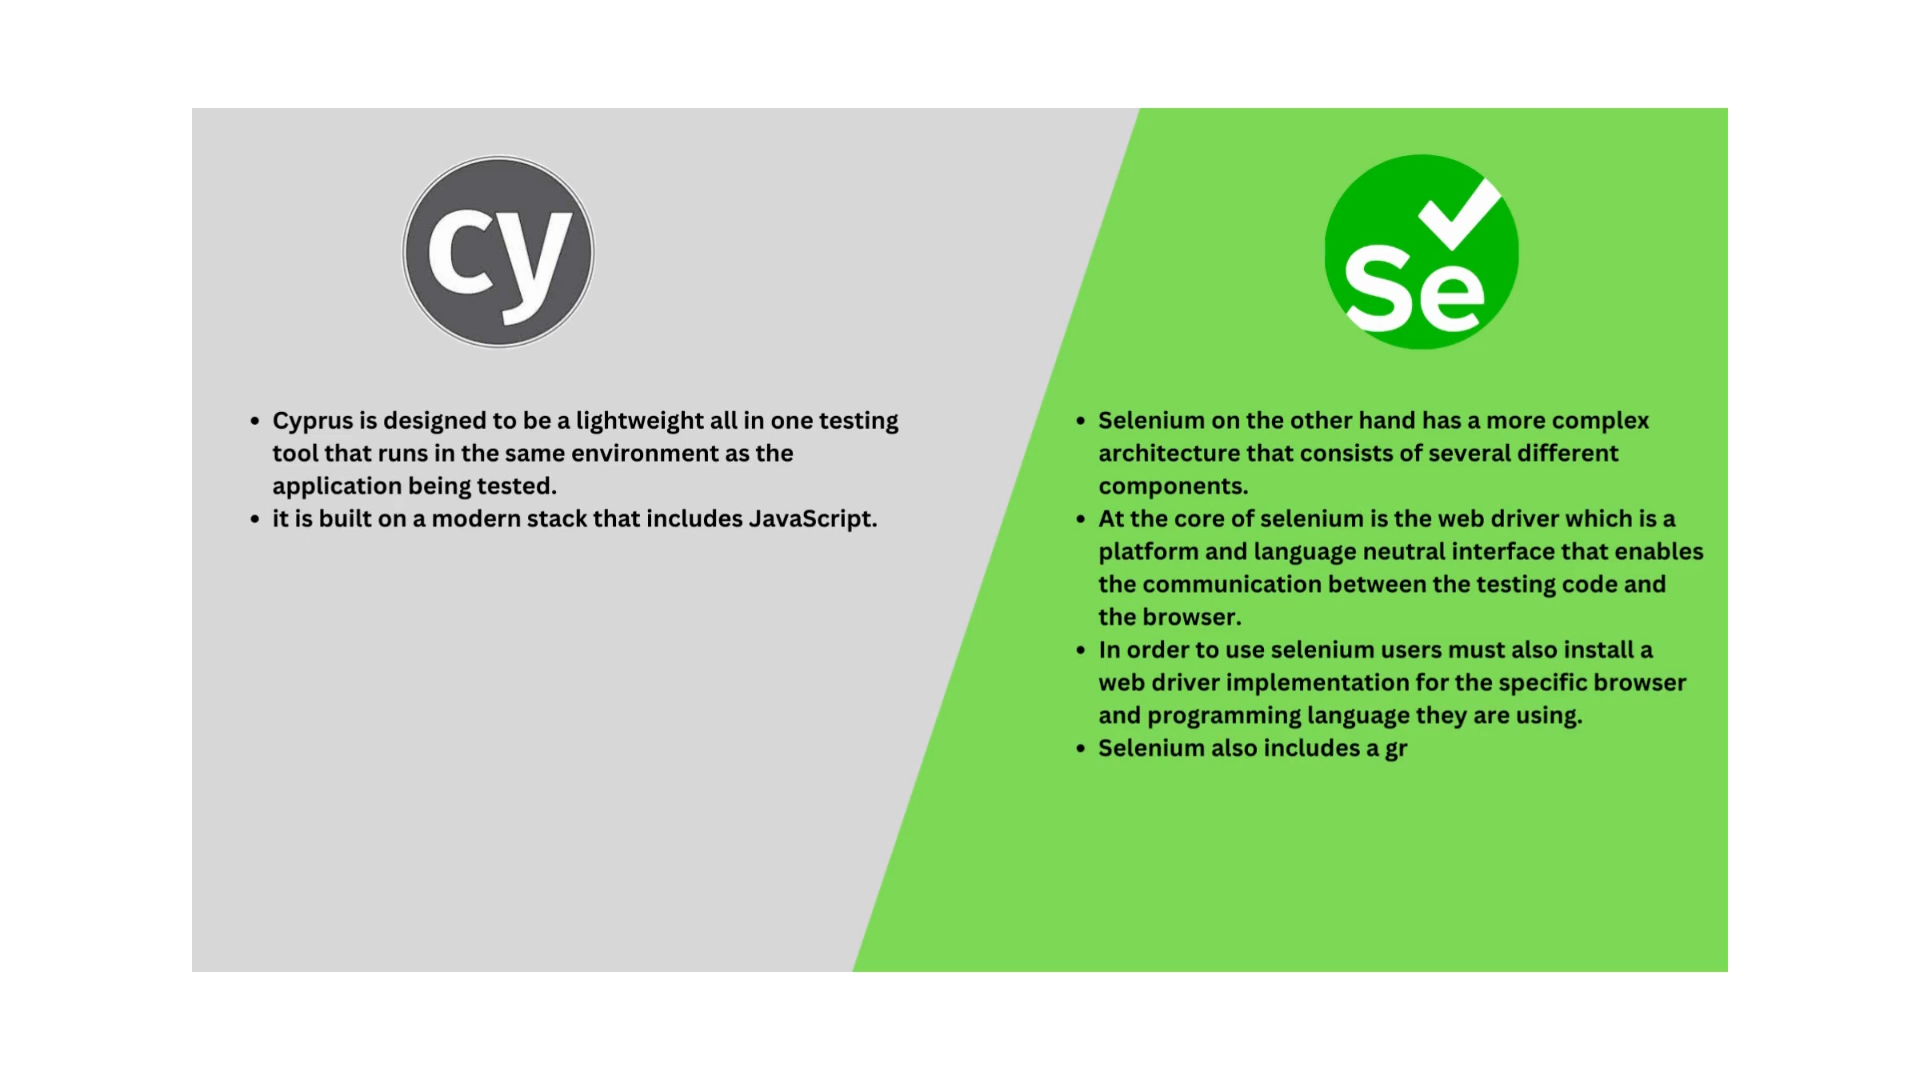 cy
Se
• Cyprus is designed to be a lightweight all in one testing
tool that runs in the same environment as the
application being tested.
• it is built on a modern stack that includes JavaScript.
• Selenium on the other hand has a more complex
architecture that consists of several different
components.
• At the core of selenium is the web driver which is a
platform and language neutral interface that enables
the communication between the testing code and
the browser.
• In order to use selenium users must also install a
web driver implementation for the specific browser
and programming language they are using.
• Selenium also includes a gr